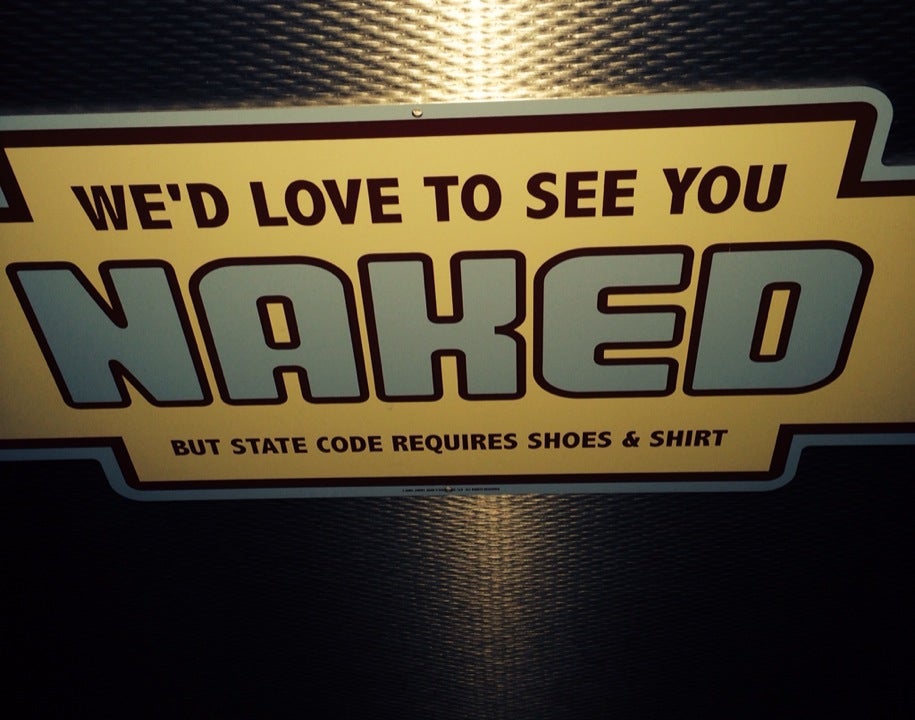 WE'D LOVE TO SEE YOU
NAKED
BUT STATE CODE REQUIRES SHOES & SHIRT